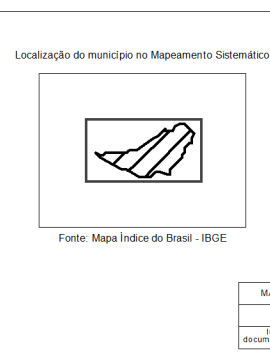 Localização do município no Mapeamento Sistemático
Fonte: Mapa Índice do Brasil - IBGE